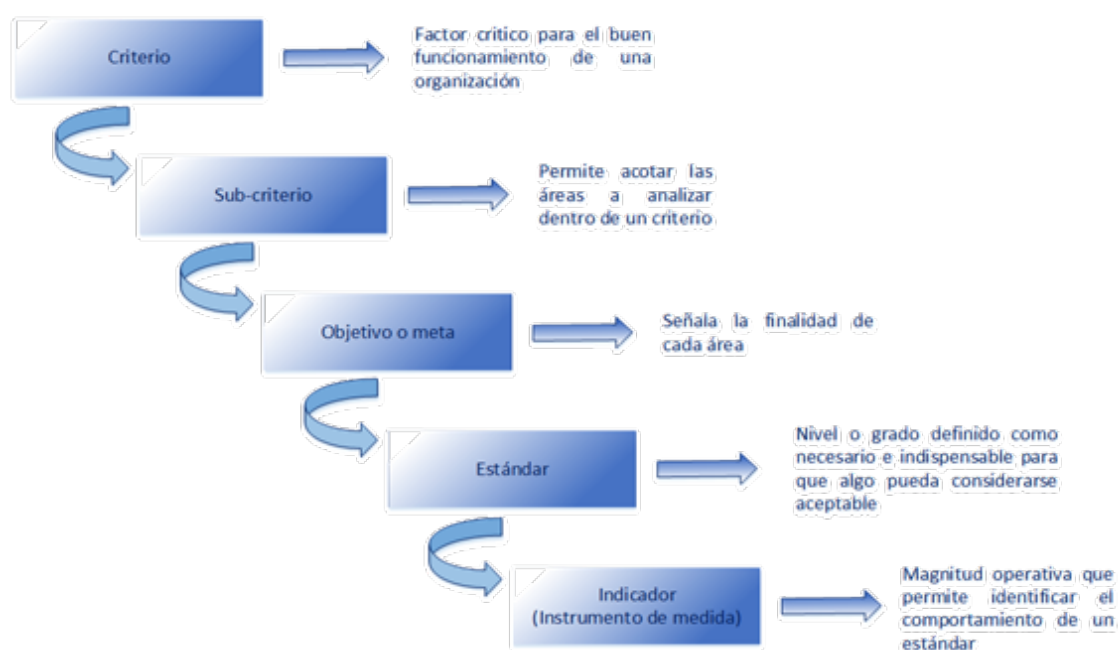 Criterio
Factor critico para el buen
funcionamiento de una
organización
Sub-criterio
Permite acotar las
áreas a analizar
dentro de un criterio
Objetivo o meta
Señala la finalidad de
cada área
Estándar
Nivel o grado definido como
necesario e indispensable para
que algo pueda considerarse
aceptable
Indicador
(Instrumento de medida)
Magnitud operativa que
permite identificar el
comportamiento de un
estándar